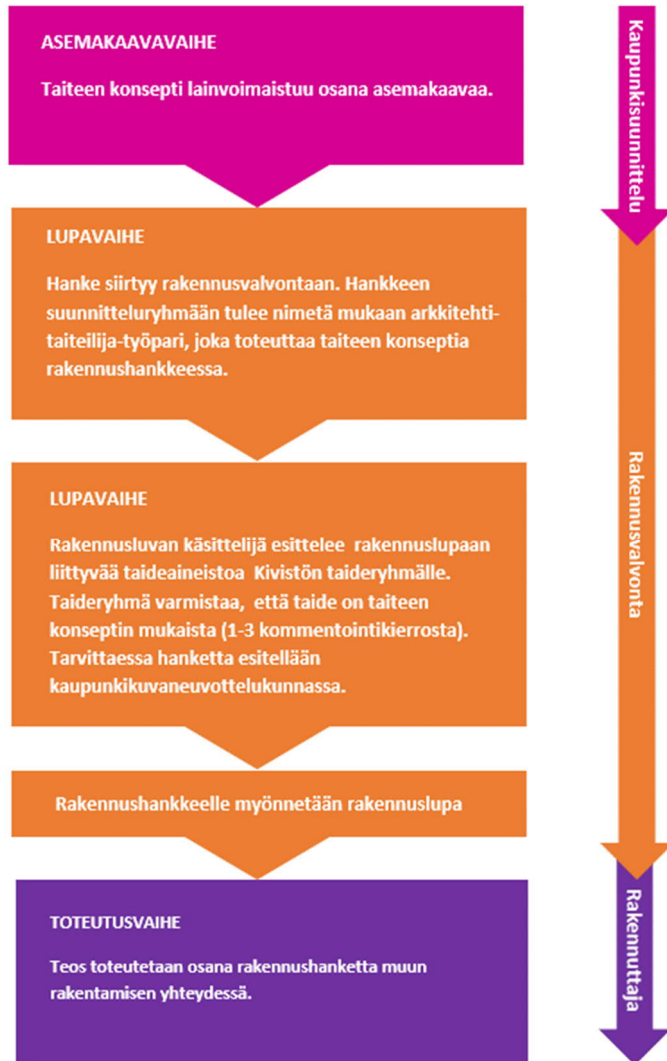 ASEMAKAAVAVAIHE
Taiteen konsepti lainvoimaistuu osana asemakaavaa.
LUPAVAIHE
Hanke siirtyy rakennusvalvontaan. Hankkeen
suunnitteluryhmään tulee nimetä mukaan arkkitehti-
taiteilija-työpari, joka toteuttaa taiteen konseptia
rakennushankkeessa.
LUPAVAIHE
Rakennusluvan käsittelijä esittelee rakennuslupaan
liittyvää taideaineistoa Kivistön taideryhmälle.
Taideryhmä varmistaa, että taide on taiteen
konseptin mukaista (1-3 kommentointikierrosta).
Tarvittaessa hanketta esitellään
kaupunkikuvaneuvottelukunnassa.
Rakennushankkeelle myönnetään rakennuslupa
TOTEUTUSVAIHE
Teos toteutetaan osana rakennushanketta muun
rakentamisen yhteydessä.
Kaupunkisuunnittelu
Rakennusvalvonta
Rakennuttaja